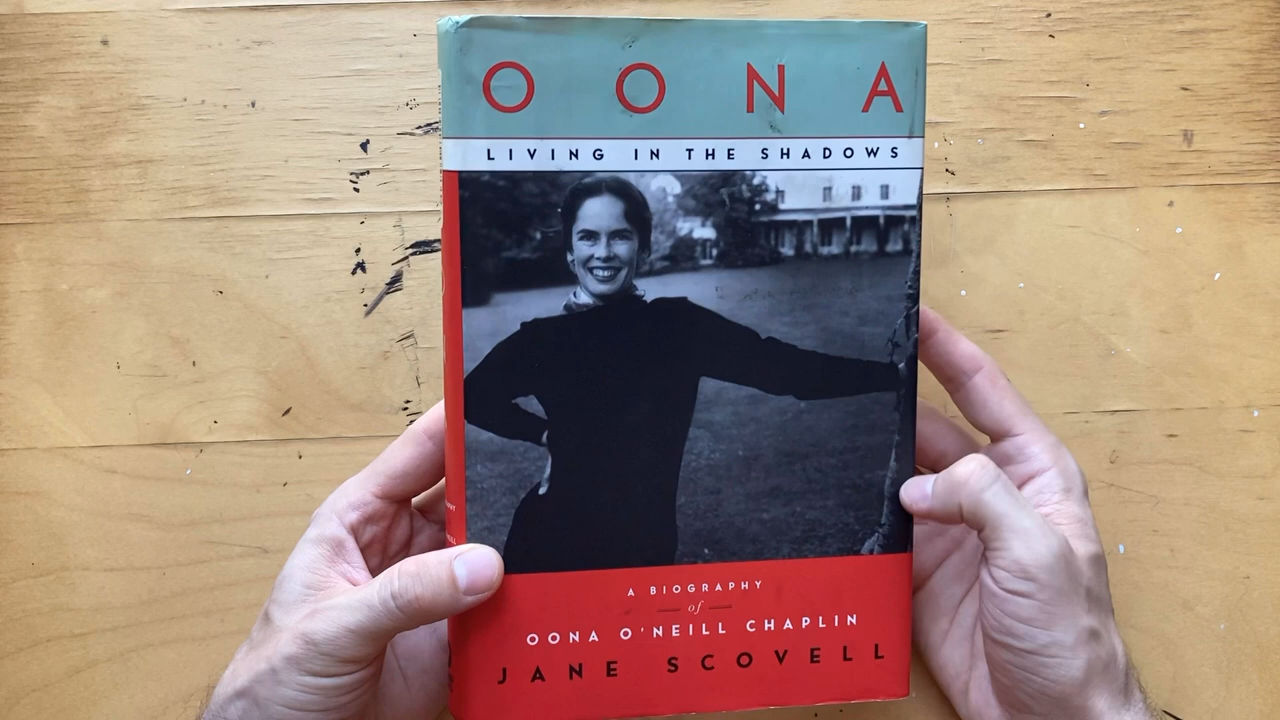 OONA
LIVING IN THE SHADOWS
A BIOGRAPHY
of
OONA O'NEILL CHAPLIN
JANE SCOVELL